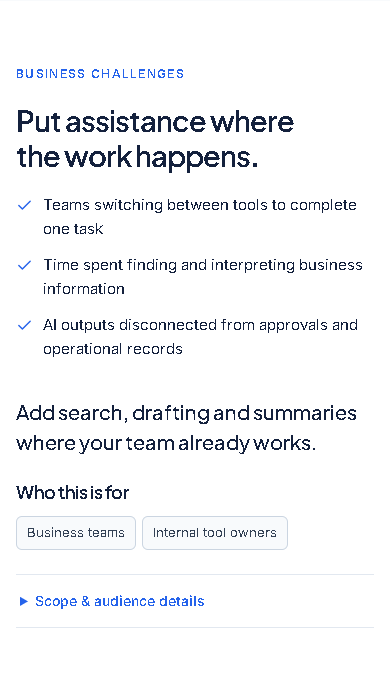 BUSINESS CHALLENGES
Put assistance where
the work happens.
Teams switching between tools to complete
one task
Time spent finding and interpreting business
information
AI outputs disconnected from approvals and
operational records
Add search, drafting and summaries
where your team already works.
Who this is for
Business teams
Internal tool owners
Scope & audience details